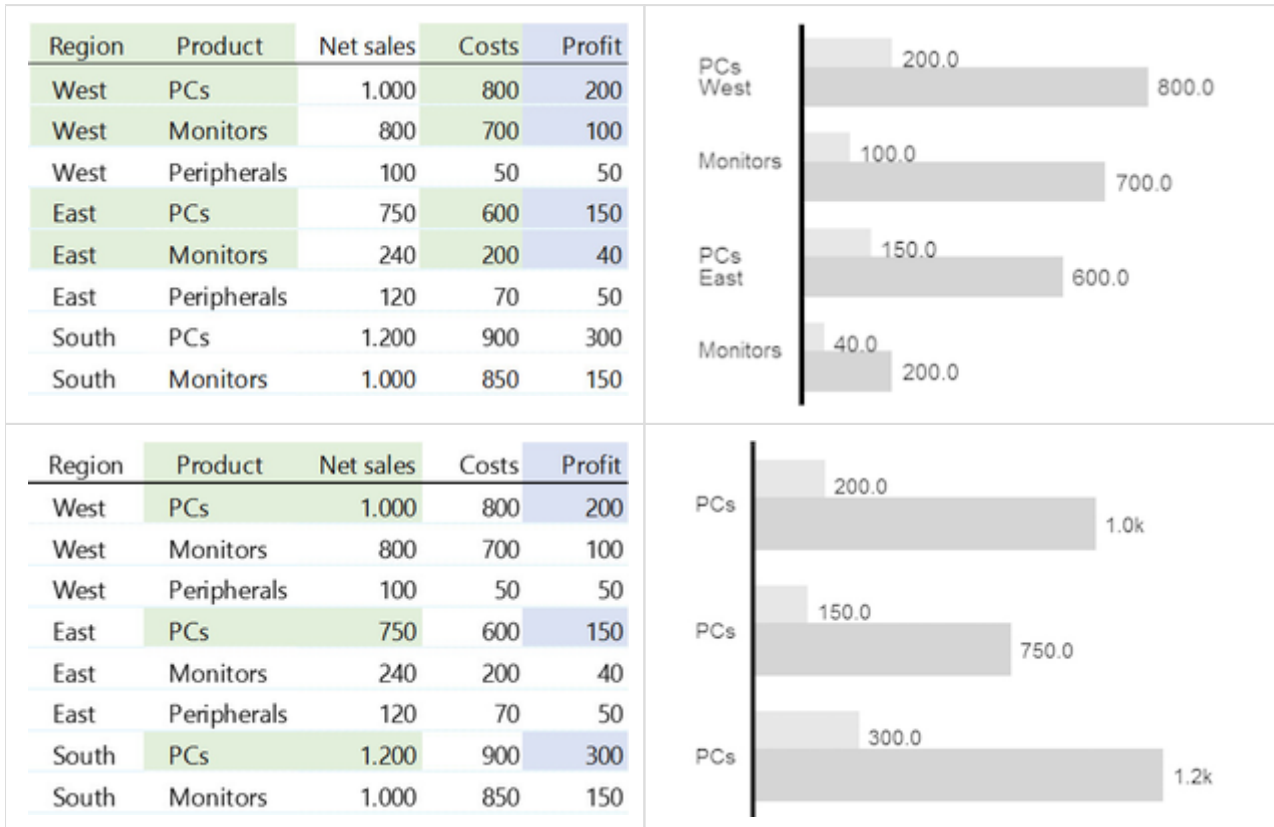 Region Product Net sales Costs Profit
West PCs 1.000 800 200
West Monitors 800 700 100
West Peripherals 100 50 50
East PCs 750 600 150
East Monitors 240 200 40
East Peripherals 120 70 50
South PCs 1.200 900 300
South Monitors 1.000 850 150
PCs
West
200.0
800.0
Monitors
100.0
700.0
PCs
East
150.0
600.0
Monitors
40.0
200.0
Region Product Net sales Costs Profit
West PCs 1.000 800 200
West Monitors 800 700 100
West Peripherals 100 50 50
East PCs 750 600 150
East Monitors 240 200 40
East Peripherals 120 70 50
South PCs 1.200 900 300
South Monitors 1.000 850 150
PCs
200.0
1.0k
PCs
150.0
750.0
PCs
300.0
1.2k